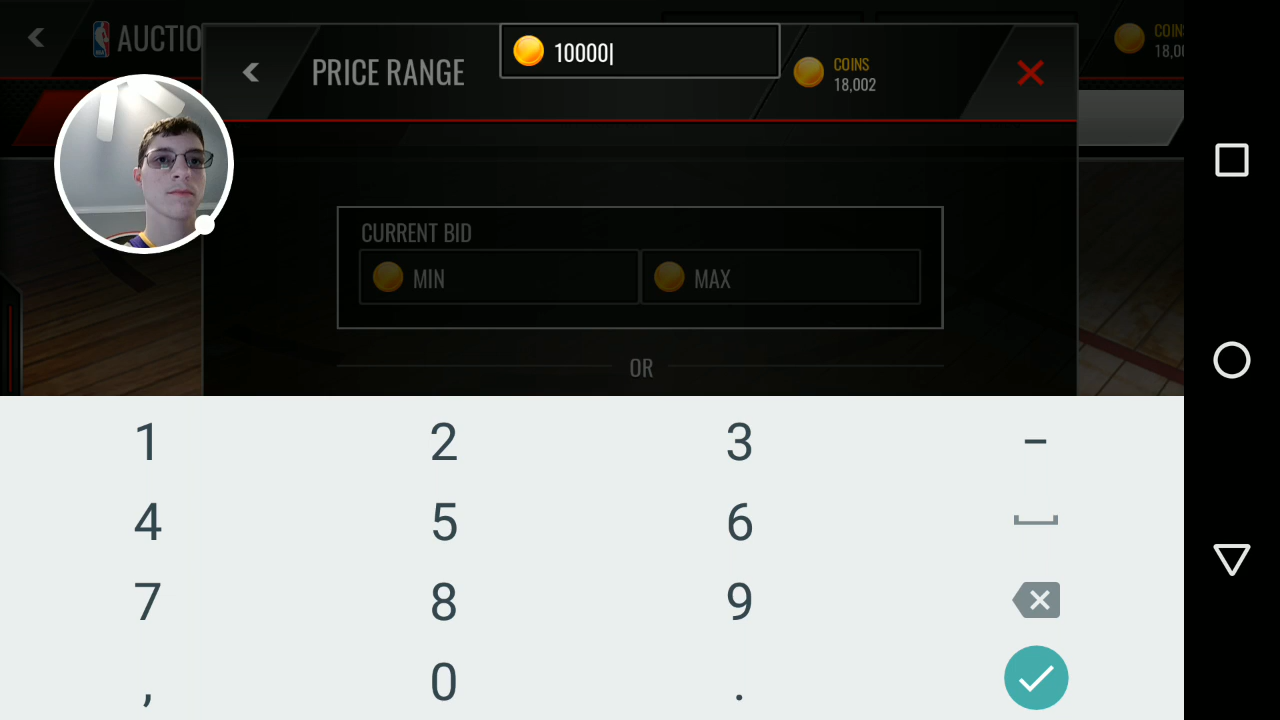 AUCTIO
PRICE RANGE
10000
COINS
18,002
COIN
18,00
CURRENT BID
MIN
MAX
OR
1 2 3 –
4 5 6
7 8 9
, 0 .